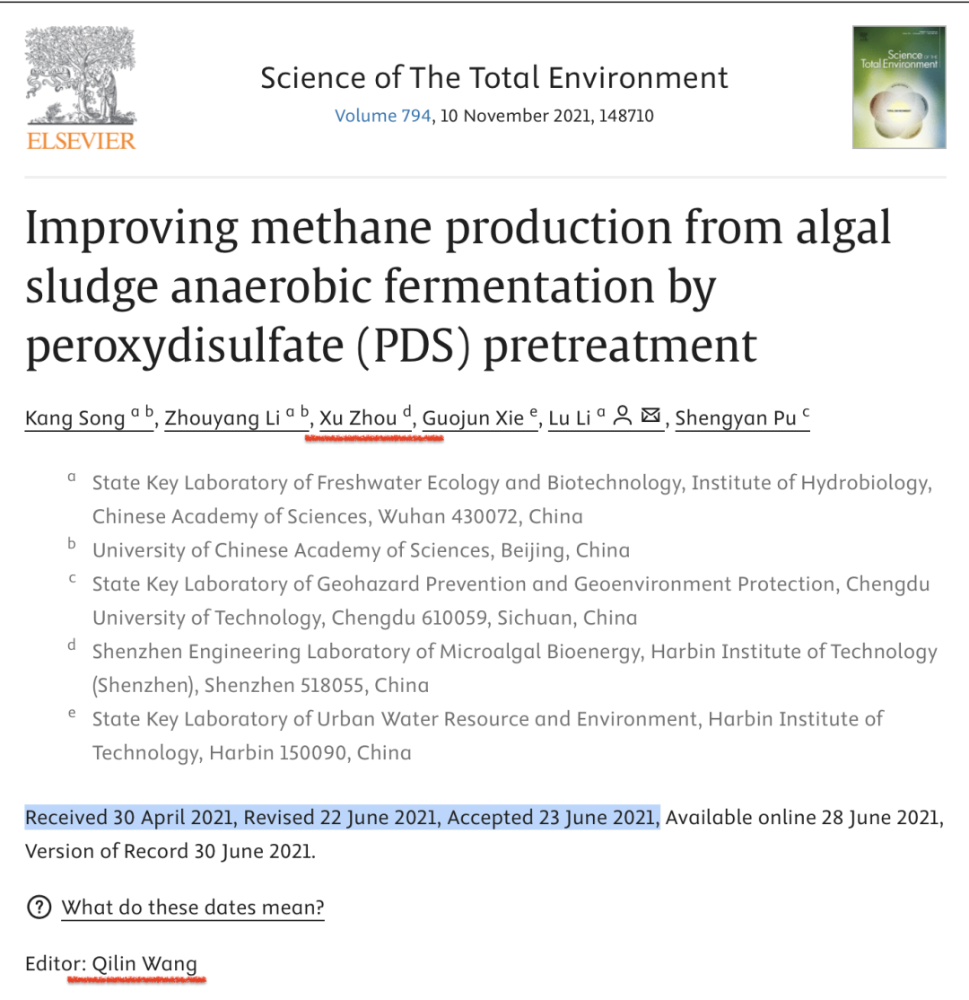 Science of The Total Environment
Volume 794, 10 November 2021, 148710
ELSEVIER
Science OF THE
Total Environment
TOTAL ENVIRONMENT
Improving methane production from algal
sludge anaerobic fermentation by
peroxydisulfate (PDS) pretreatment
Kang Song a b, Zhouyang Li a b, Xu Zhou d, Guojun Xie e, Lu Li a, Shengyan Pu c
a State Key Laboratory of Freshwater Ecology and Biotechnology, Institute of Hydrobiology,
Chinese Academy of Sciences, Wuhan 430072, China
b University of Chinese Academy of Sciences, Beijing, China
c State Key Laboratory of Geohazard Prevention and Geoenvironment Protection, Chengdu
University of Technology, Chengdu 610059, Sichuan, China
d Shenzhen Engineering Laboratory of Microalgal Bioenergy, Harbin Institute of Technology
(Shenzhen), Shenzhen 518055, China
e State Key Laboratory of Urban Water Resource and Environment, Harbin Institute of
Technology, Harbin 150090, China
Received 30 April 2021, Revised 22 June 2021, Accepted 23 June 2021, Available online 28 June 2021,
Version of Record 30 June 2021.
? What do these dates mean?
Editor: Qilin Wang